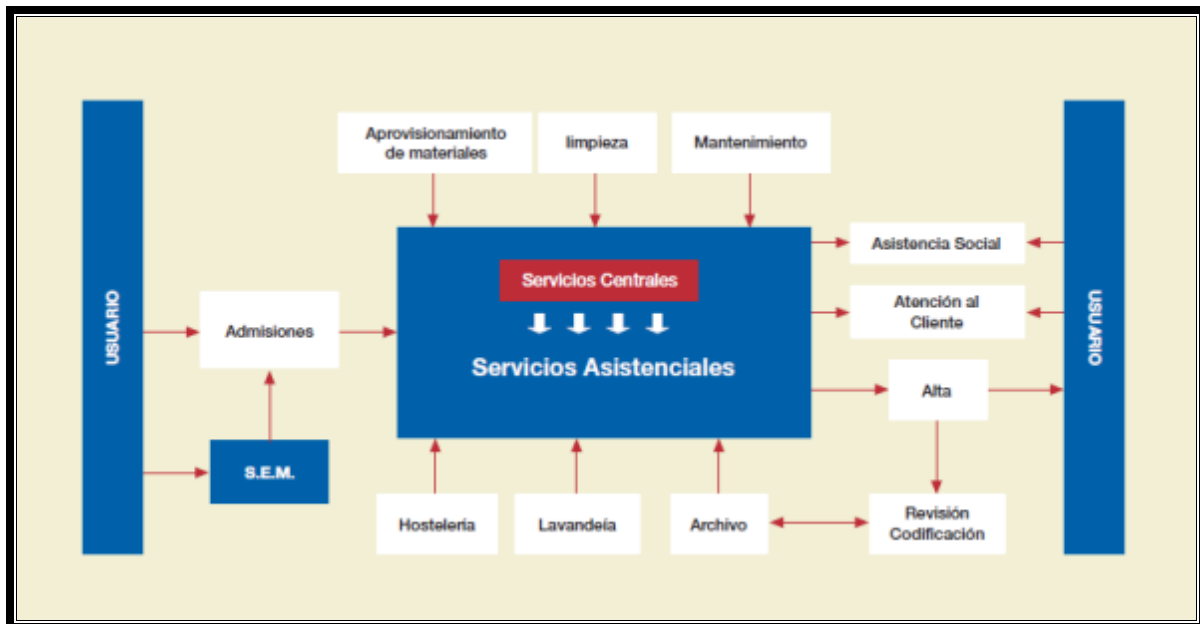 Aprovisionamiento
de materiales
limpieza
Mantenimiento
USUARIO
Servicios Centrales
Servicios Asistenciales
Admisiones
S.E.M.
Asistencia Social
Atención al
Cliente
Alta
USUARIO
Hostelería
Lavandeía
Archivo
Revisión
Codificación